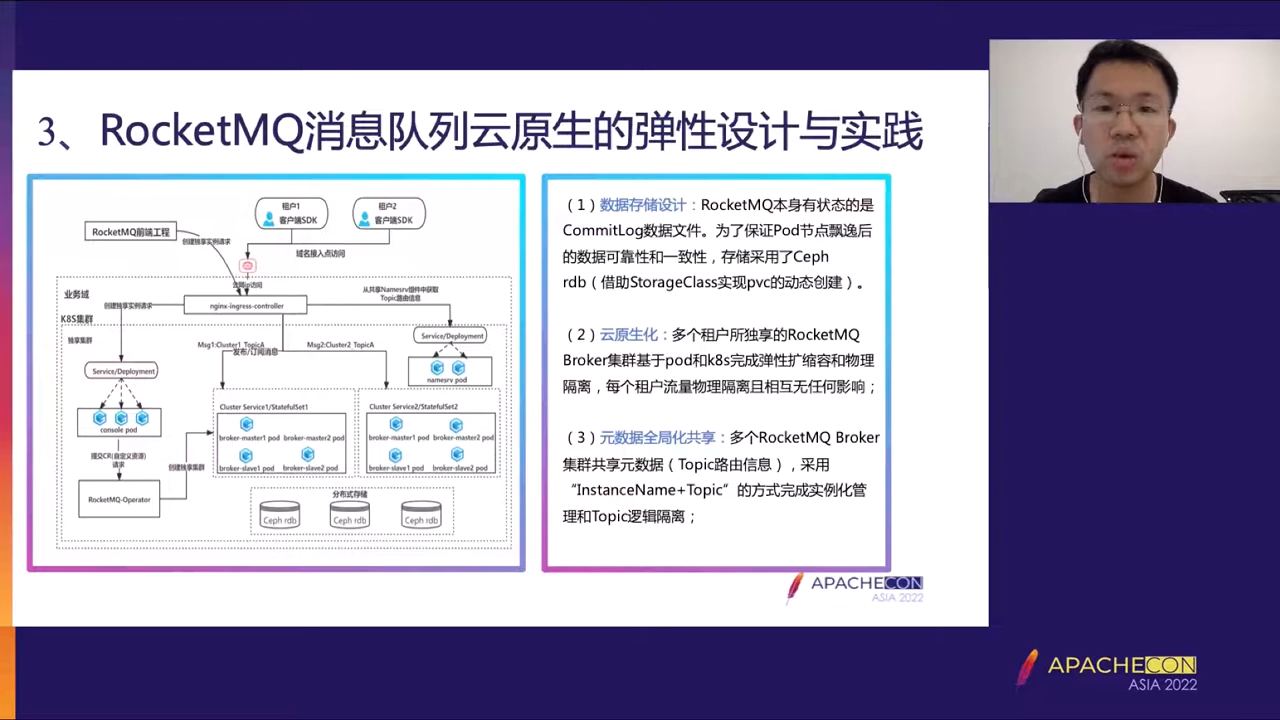 3、RocketMQ消息队列云原生的弹性设计与实践
租户1
客户端SDK
租户2
客户端SDK
RocketMQ前端工程
创建独享实例请求
域名接入点访问
业务域
创建独享实例请求
nginx-ingress-controller
从共享Namesrv组件中获取
Topic路由信息
K8S集群
独享集群
Service/Deployment
console pod
提交CR(自定义资源)
请求
RocketMQ-Operator
创建独享集群
Msg1:Cluster1_TopicA
发布/订阅消息
Msg2:Cluster2_TopicA
Service/Deployment
namesrv pod
Cluster Service1/StatefulSet1
broker-master1 pod
broker-master2 pod
broker-slave1 pod
broker-slave2 pod
Cluster Service2/StatefulSet2
broker-master1 pod
broker-master2 pod
broker-slave1 pod
broker-slave2 pod
分布式存储
Ceph rdb
Ceph rdb
Ceph rdb
（1）数据存储设计：RocketMQ本身有状态的是
CommitLog数据文件。为了保证Pod节点飘逸后
的数据可靠性和一致性，存储采用了Ceph
rdb（借助StorageClass实现pvc的动态创建）。
（2）云原生化：多个租户所独享的RocketMQ
Broker集群基于pod和k8s完成弹性扩缩容和物理
隔离，每个租户流量物理隔离且相互无任何影响；
（3）元数据全局化共享：多个RocketMQ Broker
集群共享元数据（Topic路由信息），采用
“InstanceName+Topic”的方式完成实例化管
理和Topic逻辑隔离；
APACHECON
ASIA 2022
APACHECON
ASIA 2022